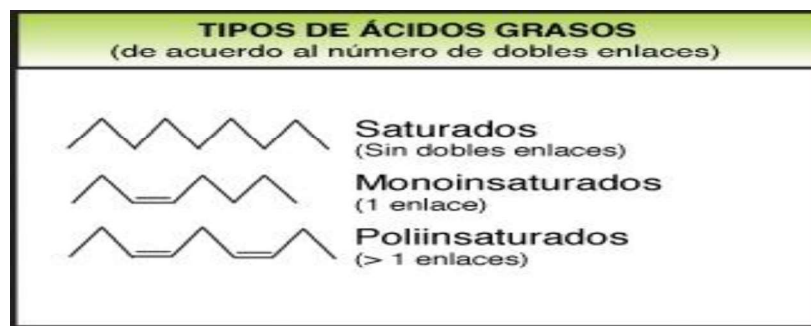 TIPOS DE ÁCIDOS GRASOS
(de acuerdo al número de dobles enlaces)
Saturados
(Sin dobles enlaces)
Monoinsaturados
(1 enlace)
Poliinsaturados
(> 1 enlaces)